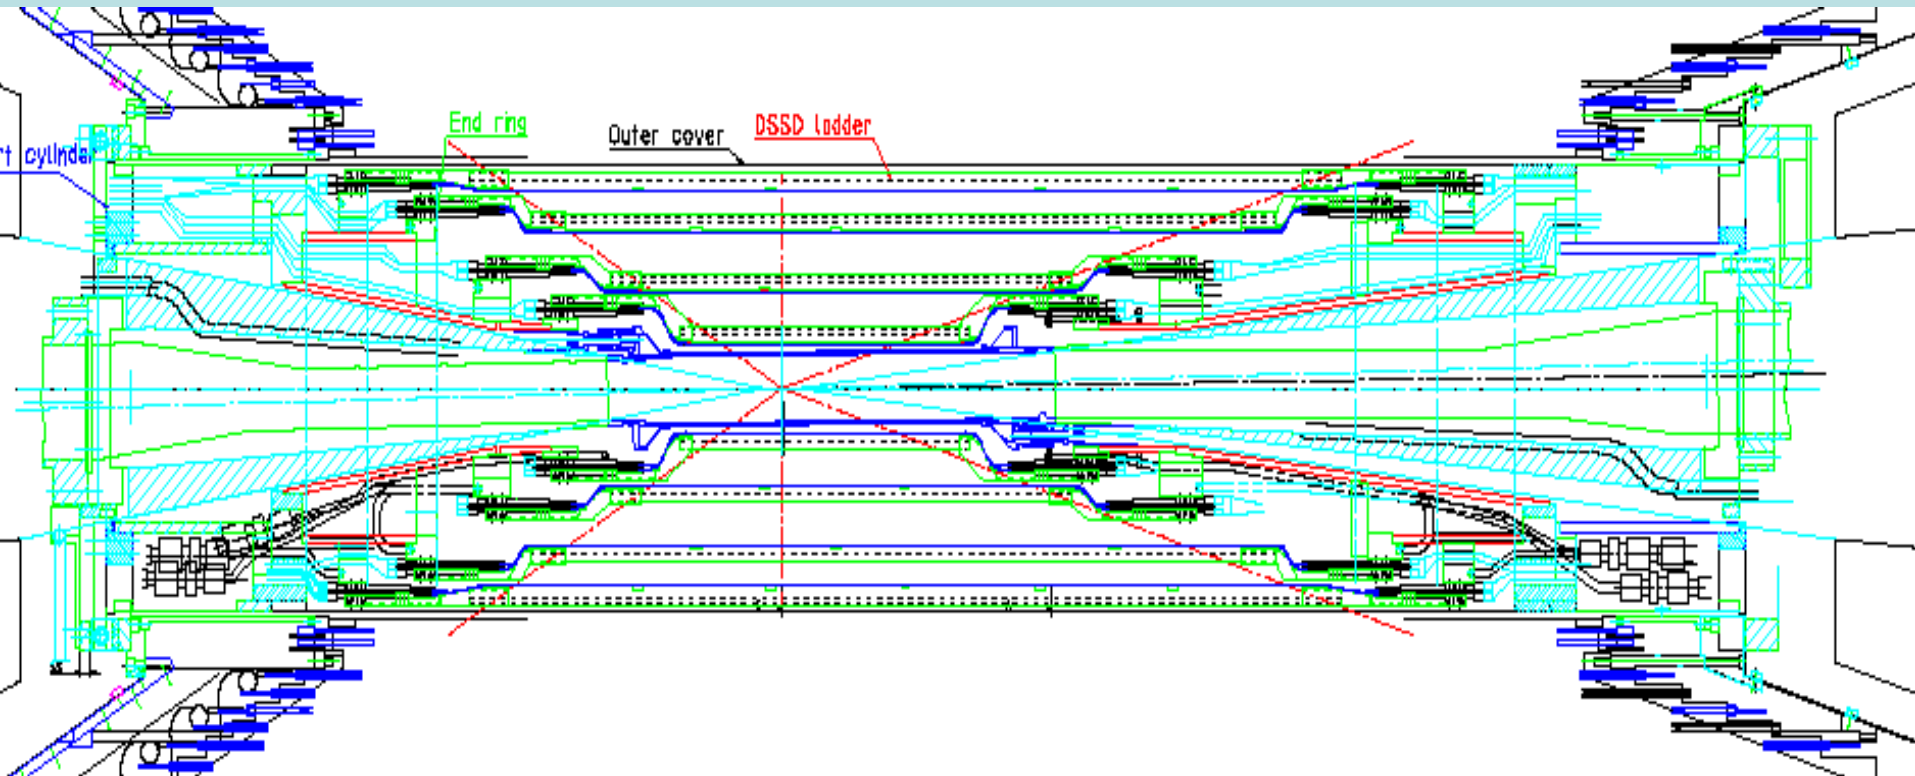 End ring
Outer cover
DSSD ladder
rt cylinder